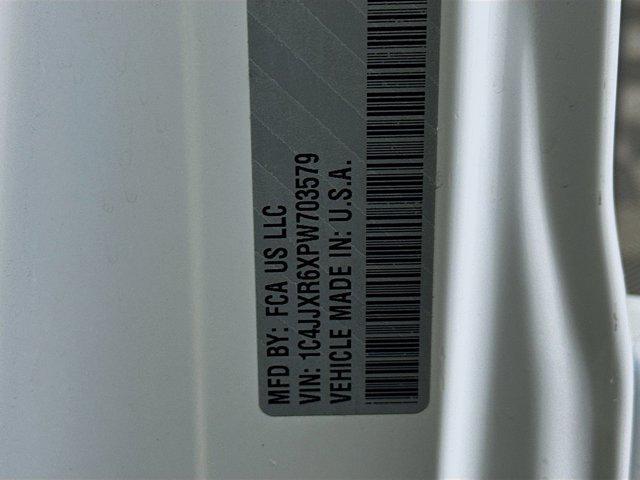 MFD BY: FCA US LLC
VIN: 1C4JJXR6XPW703579
VEHICLE MADE IN: U.S.A.